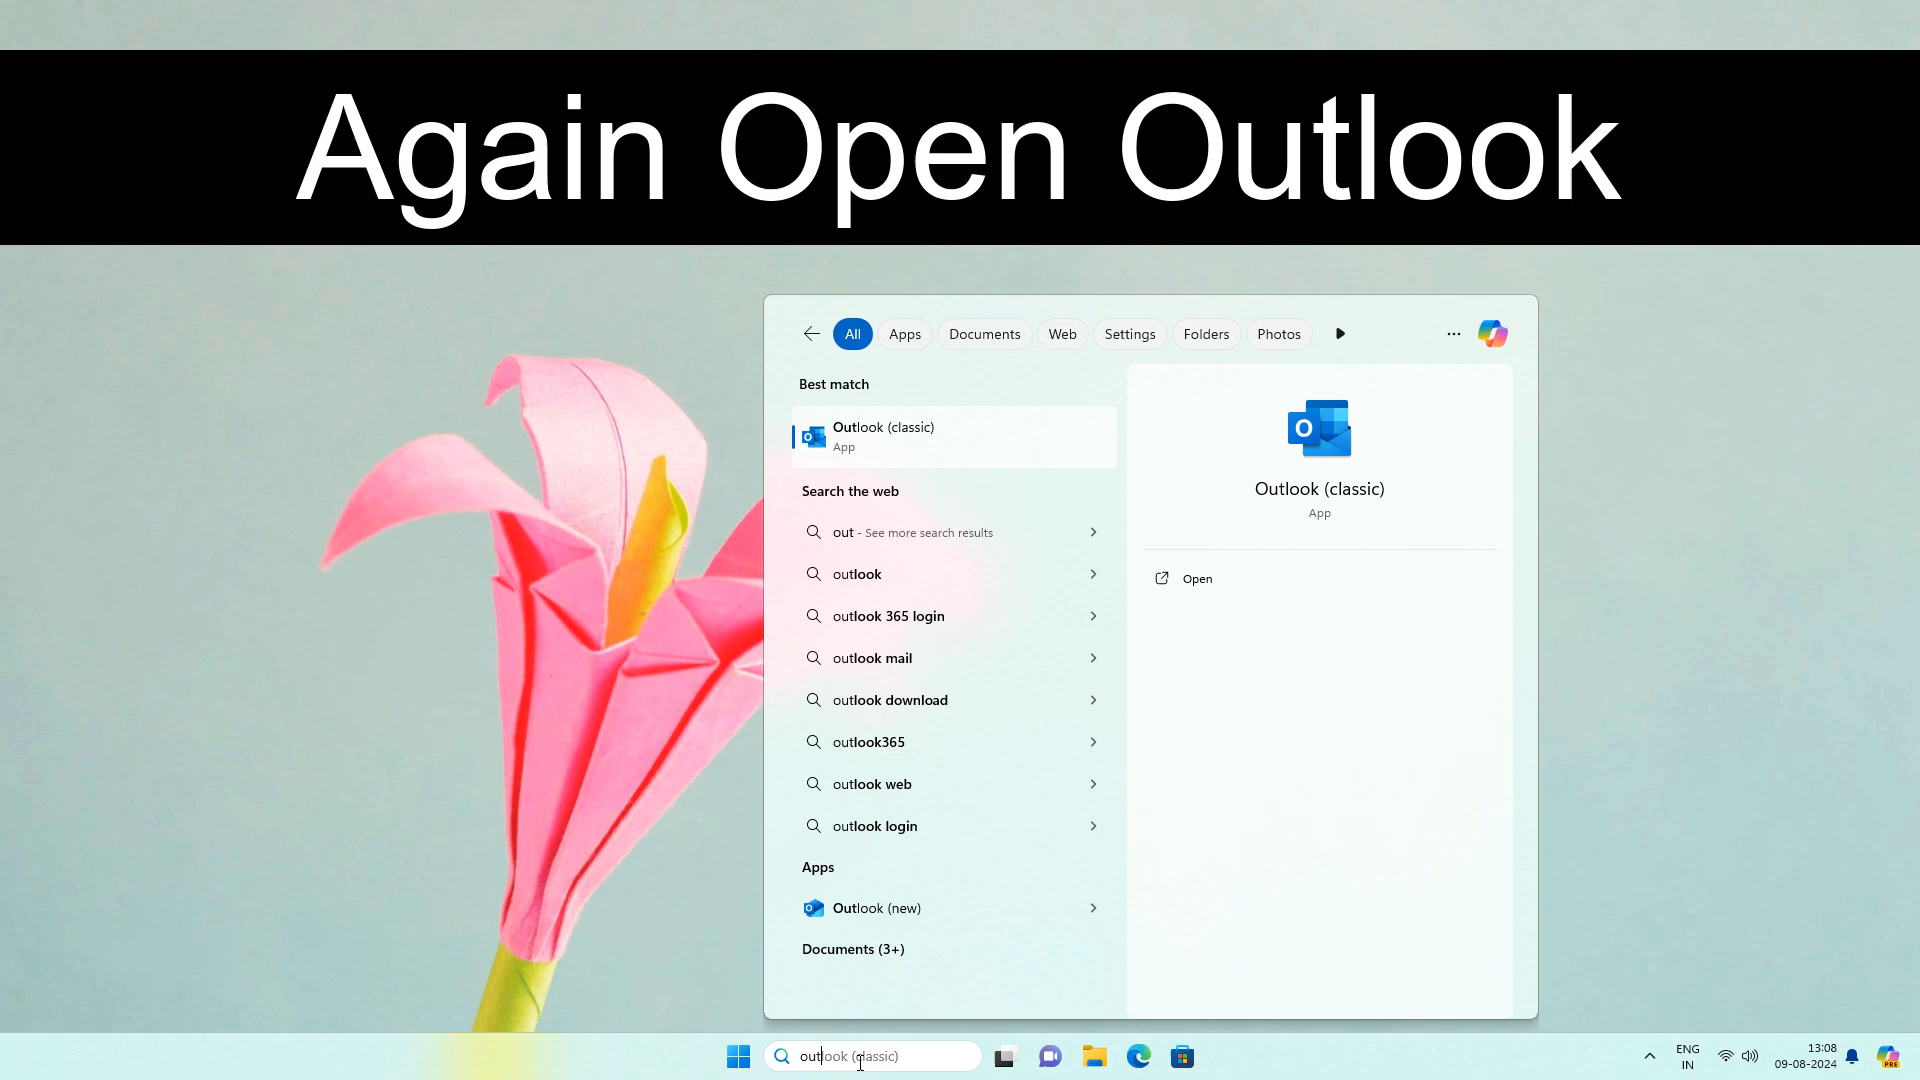 Again Open Outlook
All
Apps
Documents
Web
Settings
Folders
Photos
Best match
Outlook (classic)
App
Search the web
out - See more search results
outlook
outlook 365 login
outlook mail
outlook download
outlook365
outlook web
outlook login
Apps
Outlook (new)
Documents (3+)
Outlook (classic)
App
Open
outlook (classic)
ENG
IN
13:08
09-08-2024
PRE